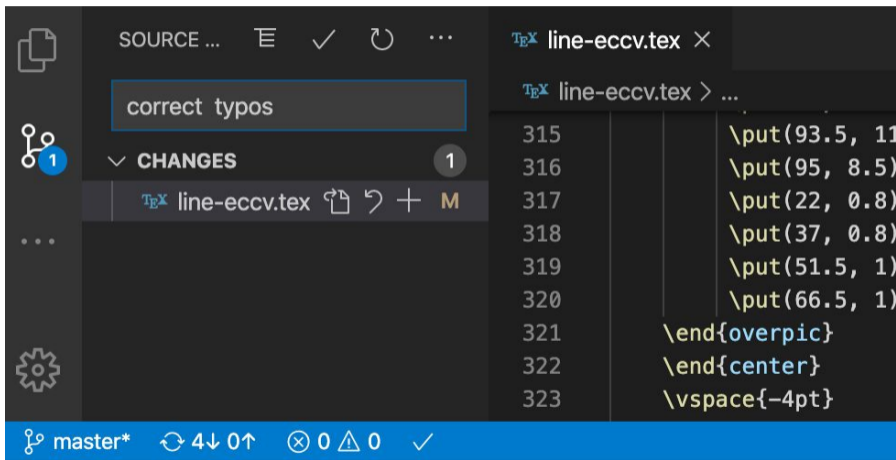 SOURCE ...
correct typos
CHANGES 1
TEX line-eccv.tex M
1
TEX line-eccv.tex
TEX line-eccv.tex > ...
315 \put(93.5, 11
316 \put(95, 8.5)
317 \put(22, 0.8)
318 \put(37, 0.8)
319 \put(51.5, 1)
320 \put(66.5, 1)
321 \end{overpic}
322 \end{center}
323 \vspace{-4pt}
master* 4↓ 0↑ 0 0